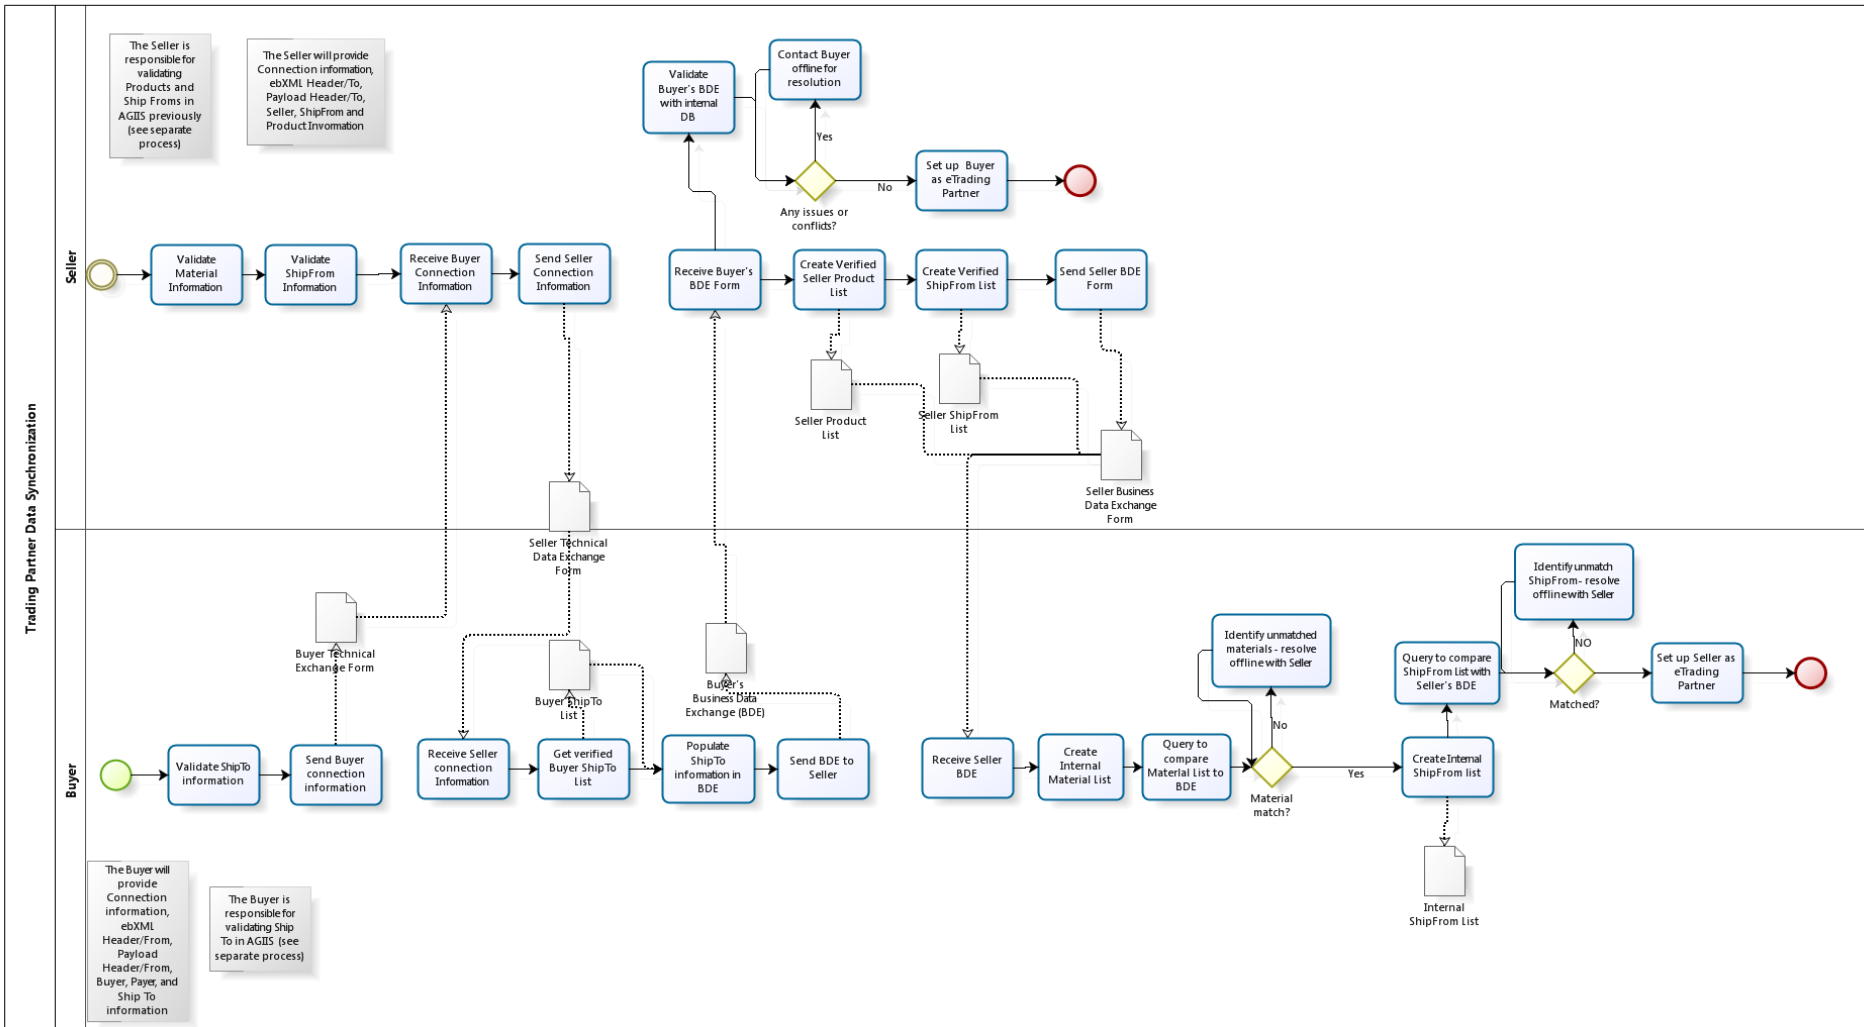 Trading Partner Data Synchronization
Seller
The Seller is
responsible for
validating
Products and
Ship Froms in
AGIIS previously
(see separate
process)
The Seller will provide
Connection information,
ebXML Header/To,
Payload Header/To,
Seller, ShipFrom and
Product Invormation
Validate
Buyer's BDE
with internal
DB
Contact Buyer
offline for
resolution
Yes
Any issues or
conflicts?
No
Set up Buyer
as eTrading
Partner
Validate
Material
Information
Validate
ShipFrom
Information
Receive Buyer
Connection
Information
Send Seller
Connection
Information
Receive Buyer's
BDE Form
Create Verified
Seller Product
List
Create Verified
ShipFrom List
Send Seller BDE
Form
Seller Product
List
Seller ShipFrom
List
Seller Business
Data Exchange
Form
Seller Technical
Data Exchange
Form
Buyer
Buyer Technical
Exchange Form
Buyer ShipTo
List
Buyer's
Business Data
Exchange (BDE)
Validate ShipTo
information
Send Buyer
connection
information
Receive Seller
connection
Information
Get verified
Buyer ShipTo
List
Populate
ShipTo
information in
BDE
Send BDE to
Seller
Receive Seller
BDE
Create
Internal
Material List
Query to
compare
Material List to
BDE
Identify unmatched
materials - resolve
offline with Seller
No
Material
match?
Yes
Create Internal
ShipFrom list
Query to compare
ShipFrom List with
Seller's BDE
Identify unmatch
ShipFrom- resolve
offline with Seller
NO
Matched?
Set up Seller as
eTrading
Partner
Internal
ShipFrom List
The Buyer will
provide
Connection
information,
ebXML
Header/From,
Payload
Header/From,
Buyer, Payer, and
Ship To
information
The Buyer is
responsible for
validating Ship
To in AGIIS (see
separate process)